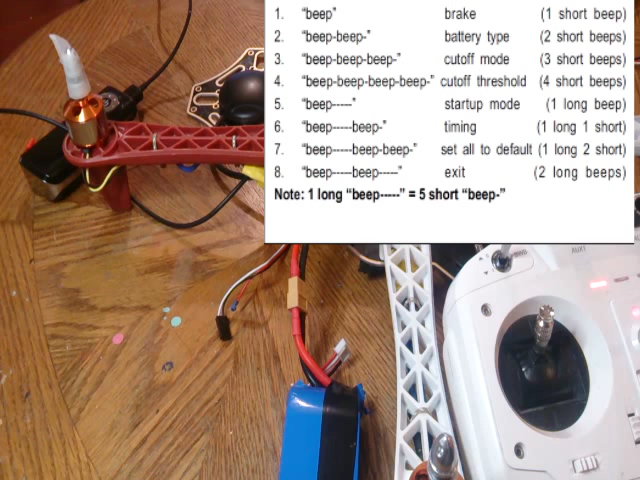 1. "beep" brake (1 short beep)
2. "beep-beep-" battery type (2 short beeps)
3. "beep-beep-beep-" cutoff mode (3 short beeps)
4. "beep-beep-beep-beep-" cutoff threshold (4 short beeps)
5. "beep-----" startup mode (1 long beep)
6. "beep-----beep-" timing (1 long 1 short)
7. "beep-----beep-beep-" set all to default (1 long 2 short)
8. "beep-----beep-----" exit (2 long beeps)
Note: 1 long "beep-----" = 5 short "beep-"